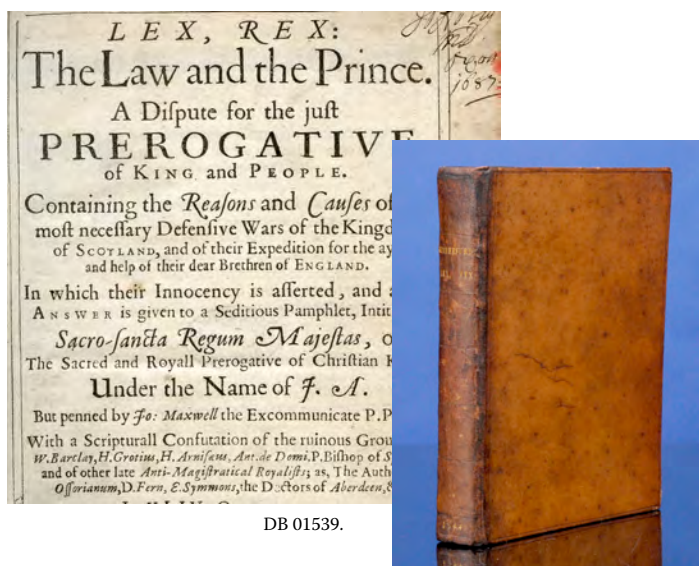 LEX, REX:
The Law and the Prince.
A Diſpute for the juſt
PREROGATIVE
of KING and PEOPLE.
Containing the Reaſons and Cauſes of
moſt neceſſary Defenſive Wars of the Kingd
of SCOTLAND, and of their Expedition for the ay
and help of their dear Brethren of ENGLAND.
In which their Innocency is aſſerted, and
ANSWER is given to a Seditious Pamphlet, Intit
Sacro-ſancta Regum Majeſtas, o
The Sacred and Royall Prerogative of Chriſtian K
Under the Name of J. A.
But penned by Jo: Maxwell the Excommunicate P. P
With a Scripturall Confutation of the ruinous Grou
W. Barclay, H. Grotius, H. Arniſæus, Ant. de Domi. P. Biſhop of S
and of other late Anti-Magiſtratical Royaliſts; as, The Auth
Oſſorianum, D. Fern, E. Symmons, the Doctors of Aberdeen, &
1687
DB 01539.